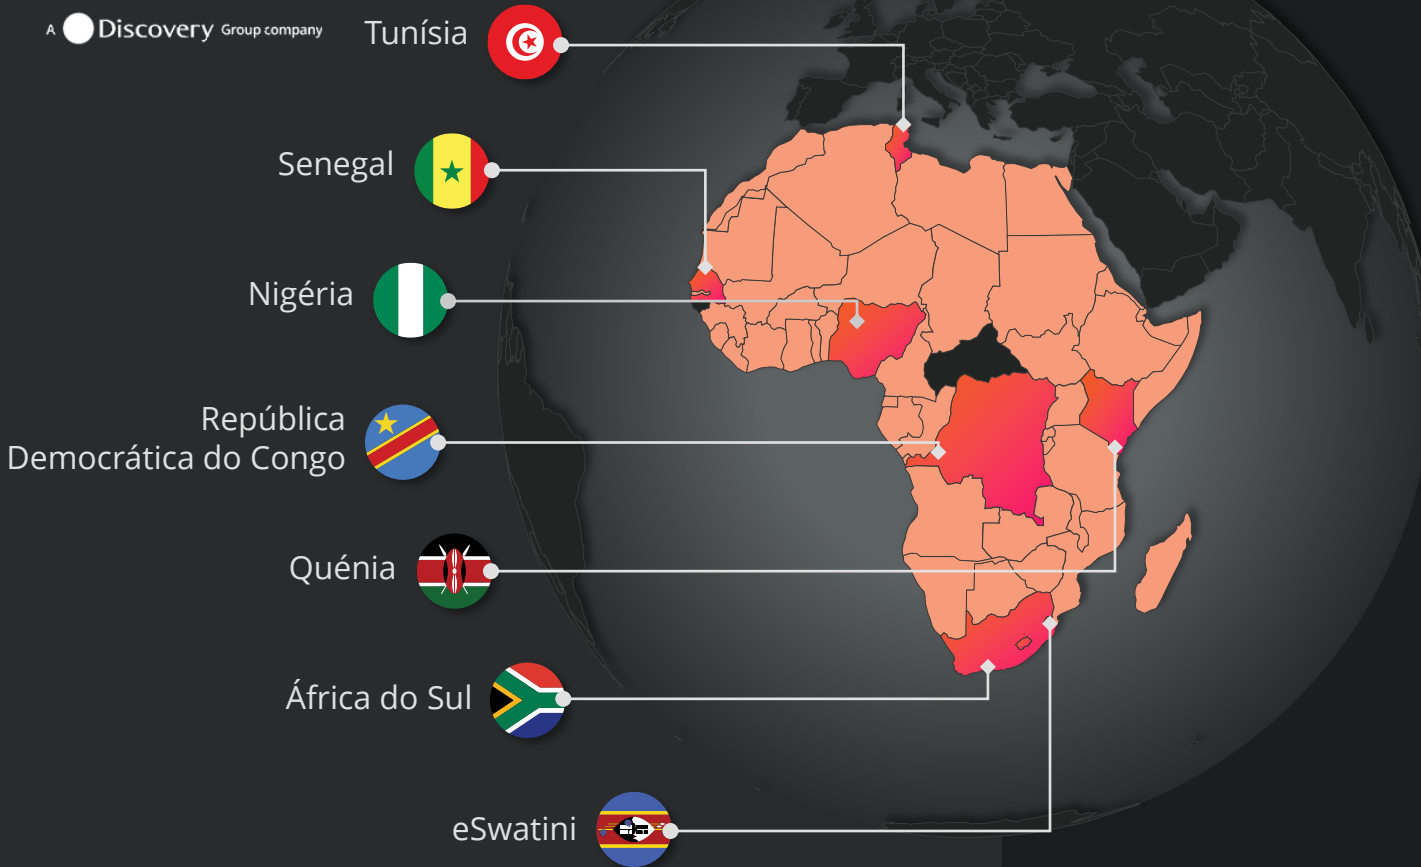 A Discovery Group company
Tunísia
Senegal
Nigéria
República
Democrática do Congo
Quénia
África do Sul
eSwatini